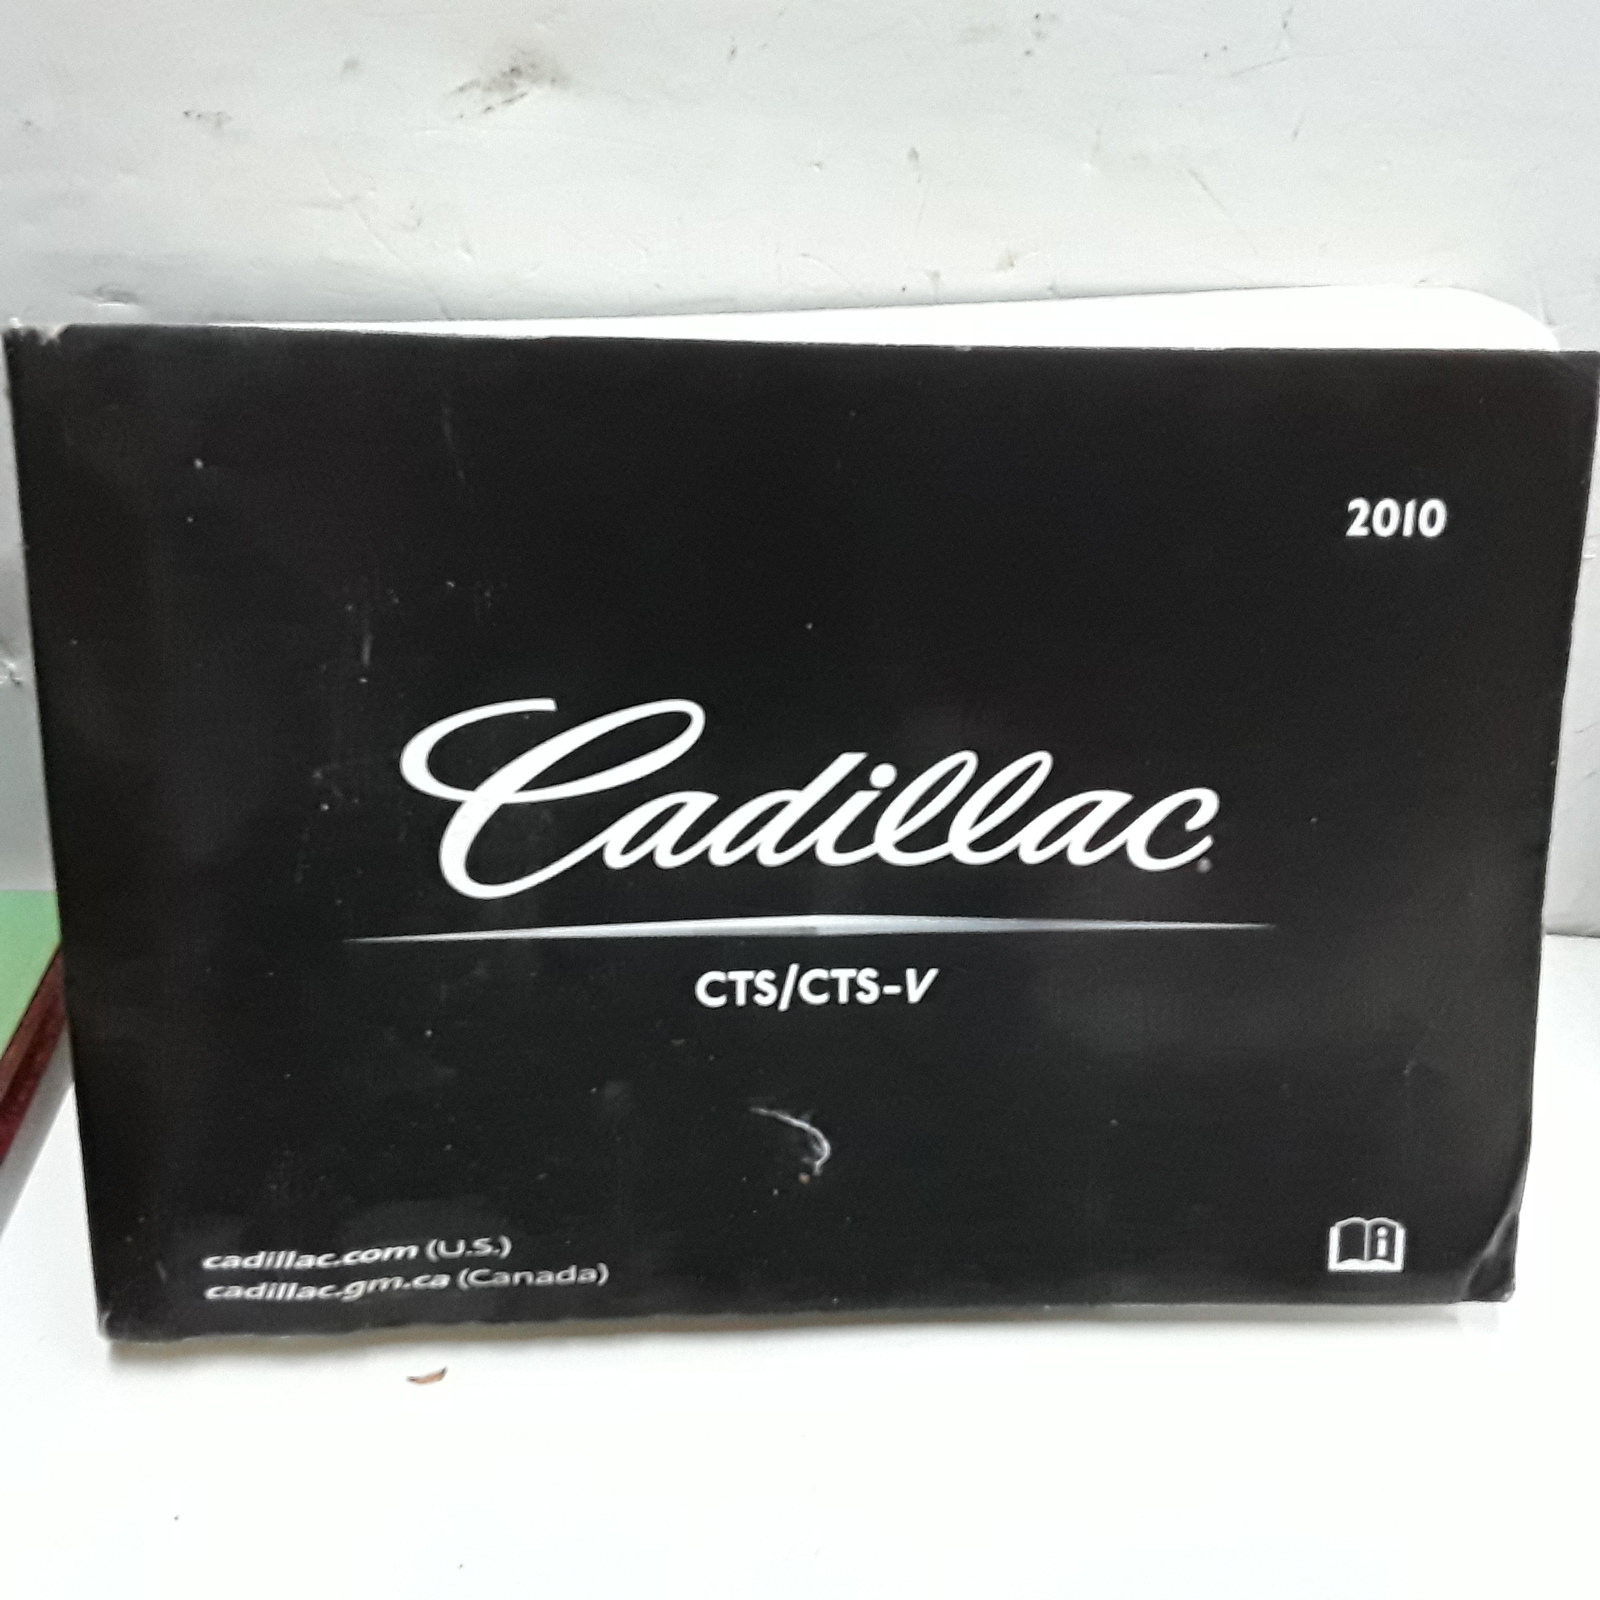 2010
Cadillac
CTS/CTS-V
cadillac.com (U.S.)
cadillac.gm.ca (Canada)
i